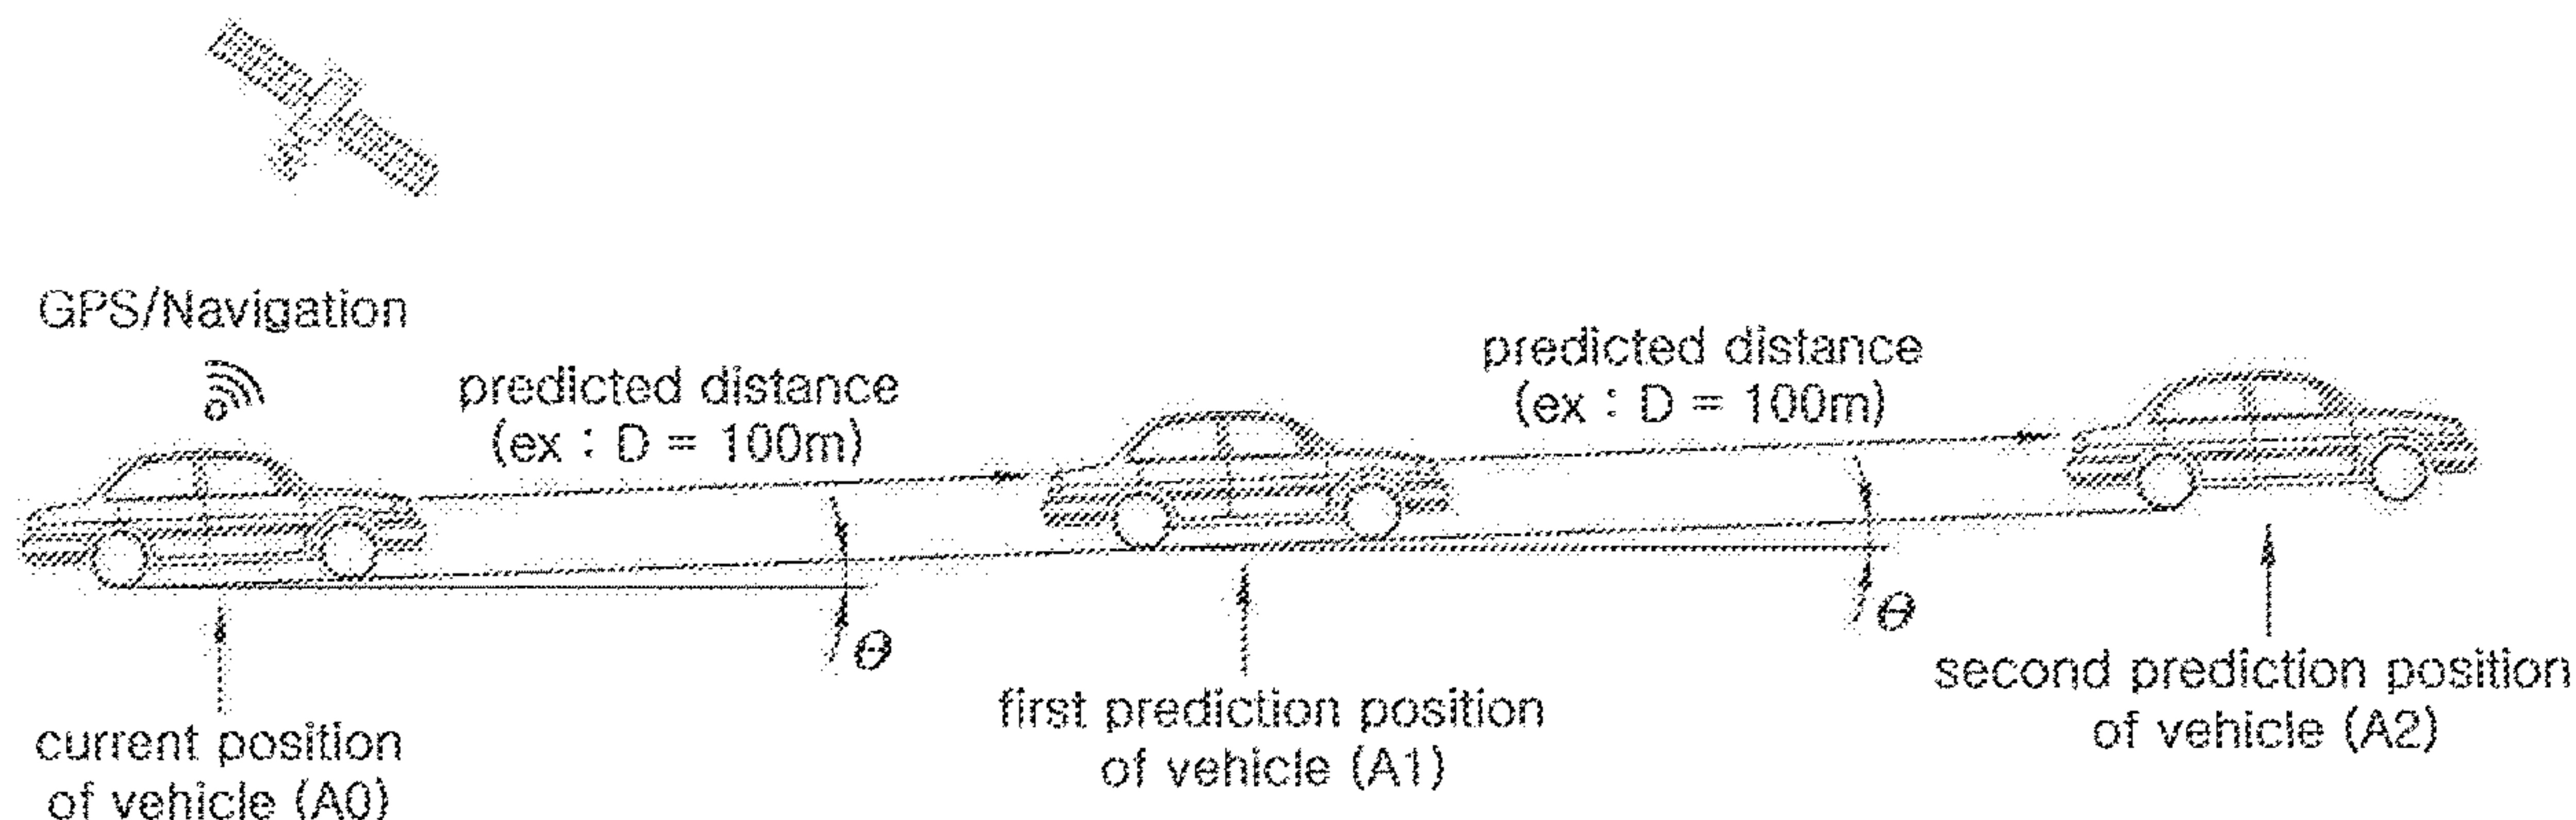 GPS/Navigation
predicted distance
(ex : D = 100m)
predicted distance
(ex : D = 100m)
θ
θ
current position
of vehicle (A0)
first prediction position
of vehicle (A1)
second prediction position
of vehicle (A2)